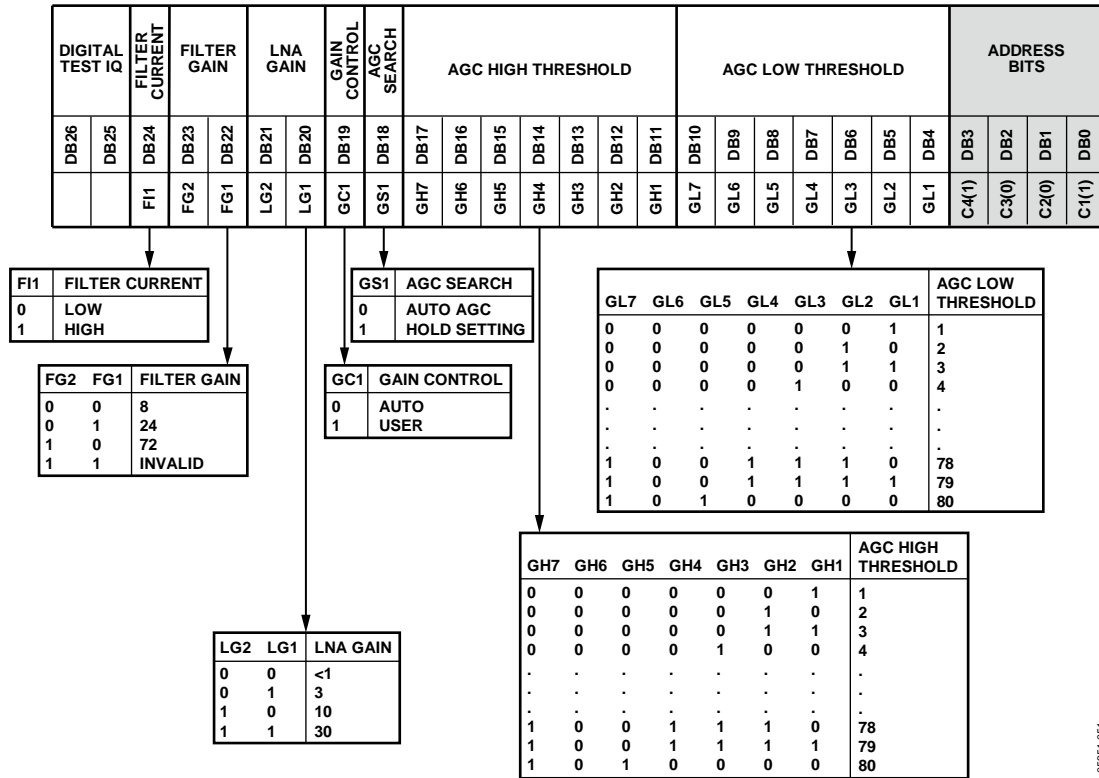 DIGITAL TEST IQ
FILTER CURRENT
FILTER GAIN
LNA GAIN
GAIN CONTROL
AGC SEARCH
AGC HIGH THRESHOLD
AGC LOW THRESHOLD
ADDRESS BITS
DB26 DB25 DB24 DB23 DB22 DB21 DB20 DB19 DB18 DB17 DB16 DB15 DB14 DB13 DB12 DB11 DB10 DB9 DB8 DB7 DB6 DB5 DB4 DB3 DB2 DB1 DB0
FI1 FG2 FG1 LG2 LG1 GC1 GS1 GH7 GH6 GH5 GH4 GH3 GH2 GH1 GL7 GL6 GL5 GL4 GL3 GL2 GL1 C4(1) C3(0) C2(0) C1(1)
FI1 FILTER CURRENT
0 LOW
1 HIGH
GS1 AGC SEARCH
0 AUTO AGC
1 HOLD SETTING
FG2 FG1 FILTER GAIN
0 0 8
0 1 24
1 0 72
1 1 INVALID
GC1 GAIN CONTROL
0 AUTO
1 USER
GL7 GL6 GL5 GL4 GL3 GL2 GL1 AGC LOW THRESHOLD
0 0 0 0 0 0 1 1
0 0 0 0 0 1 0 2
0 0 0 0 0 1 1 3
0 0 0 0 1 0 0 4
. . . . . . . .
. . . . . . . .
. . . . . . . .
1 0 0 1 1 1 0 78
1 0 0 1 1 1 1 79
1 0 1 0 0 0 0 80
GH7 GH6 GH5 GH4 GH3 GH2 GH1 AGC HIGH THRESHOLD
0 0 0 0 0 0 1 1
0 0 0 0 0 1 0 2
0 0 0 0 0 1 1 3
0 0 0 0 1 0 0 4
. . . . . . . .
. . . . . . . .
. . . . . . . .
1 0 0 1 1 1 0 78
1 0 0 1 1 1 1 79
1 0 1 0 0 0 0 80
LG2 LG1 LNA GAIN
0 0 <1
0 1 3
1 0 10
1 1 30